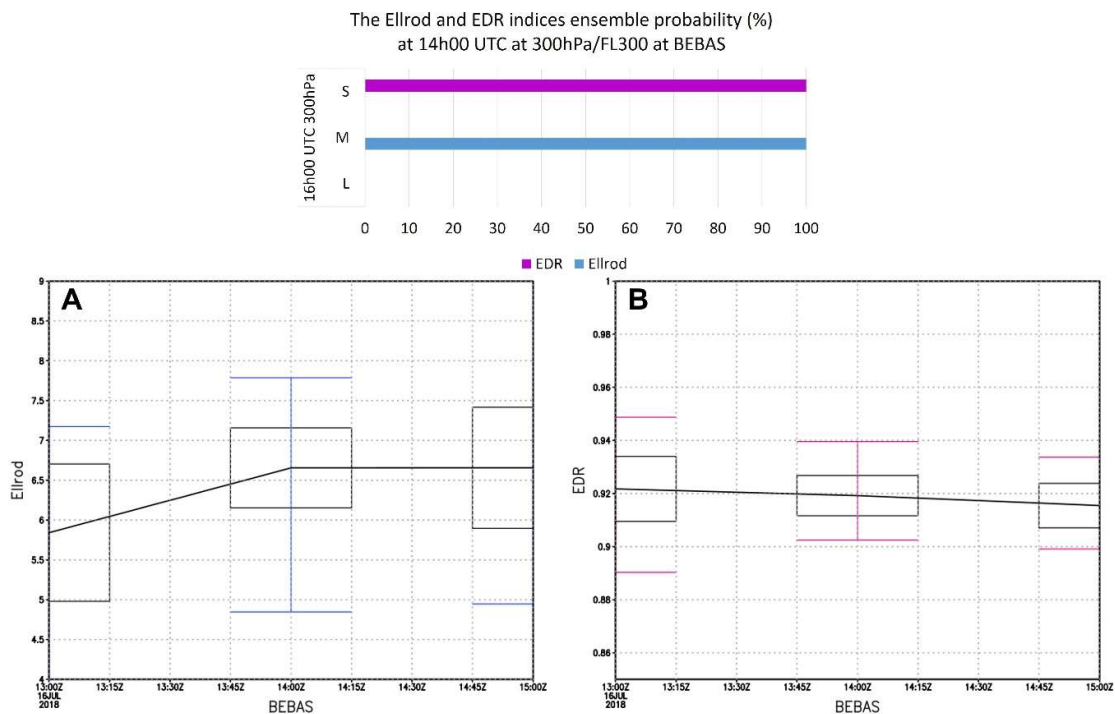 The Ellrod and EDR indices ensemble probability (%)
at 14h00 UTC at 300hPa/FL300 at BEBAS
16h00 UTC 300hPa
S
M
L
0 10 20 30 40 50 60 70 80 90 100
EDR Ellrod
A
Ellrod
9
8.5
8
7.5
7
6.5
6
5.5
5
4.5
4
13:00Z 13:15Z 13:30Z 13:45Z 14:00Z 14:15Z 14:30Z 14:45Z 15:00Z
16JUL
2018
BEBAS
B
EDR
1
0.98
0.96
0.94
0.92
0.9
0.88
0.86
13:00Z 13:15Z 13:30Z 13:45Z 14:00Z 14:15Z 14:30Z 14:45Z 15:00Z
16JUL
2018
BEBAS